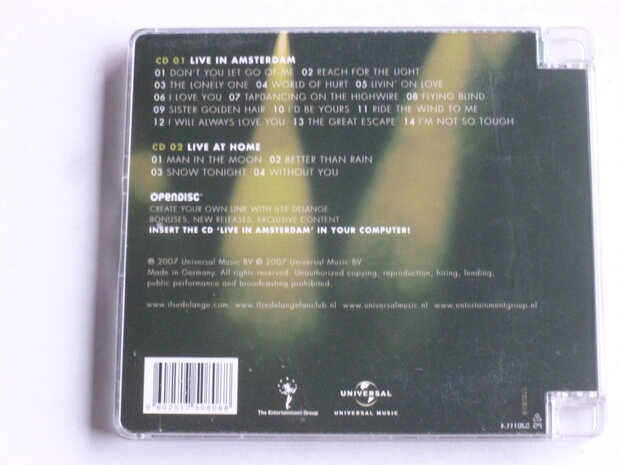 CD 01 LIVE IN AMSTERDAM
01 DON'T YOU LET GO OF ME 02 REACH FOR THE LIGHT
03 THE LONELY ONE 04 WORLD OF HURT 05 LIVIN' ON LOVE
06 I LOVE YOU 07 TAPDANCING ON THE HIGHWIRE 08 FLYING BLIND
09 SISTER GOLDEN HAIR 10 I'D BE YOURS 11 RIDE THE WIND TO ME
12 I WILL ALWAYS LOVE YOU 13 THE GREAT ESCAPE 14 I'M NOT SO TOUGH
CD 02 LIVE AT HOME
01 MAN IN THE MOON 02 BETTER THAN RAIN
03 SNOW TONIGHT 04 WITHOUT YOU
OPENDISC
CREATE YOUR OWN LINK WITH ILSE DELANGE
BONUSES, NEW RELEASES, EXCLUSIVE CONTENT
INSERT THE CD 'LIVE IN AMSTERDAM' IN YOUR COMPUTER!
℗ 2007 Universal Music BV © 2007 Universal Music BV
Made in Germany. All rights reserved. Unauthorized copying, reproduction, hiring, lending,
public performance and broadcasting prohibited.
www.ilsedelange.com www.ilsedelangefanclub.nl www.universalmusic.nl www.entertainmentgroup.nl
0 602517 508088
The Entertainment Group
UNIVERSAL
UNIVERSAL MUSIC